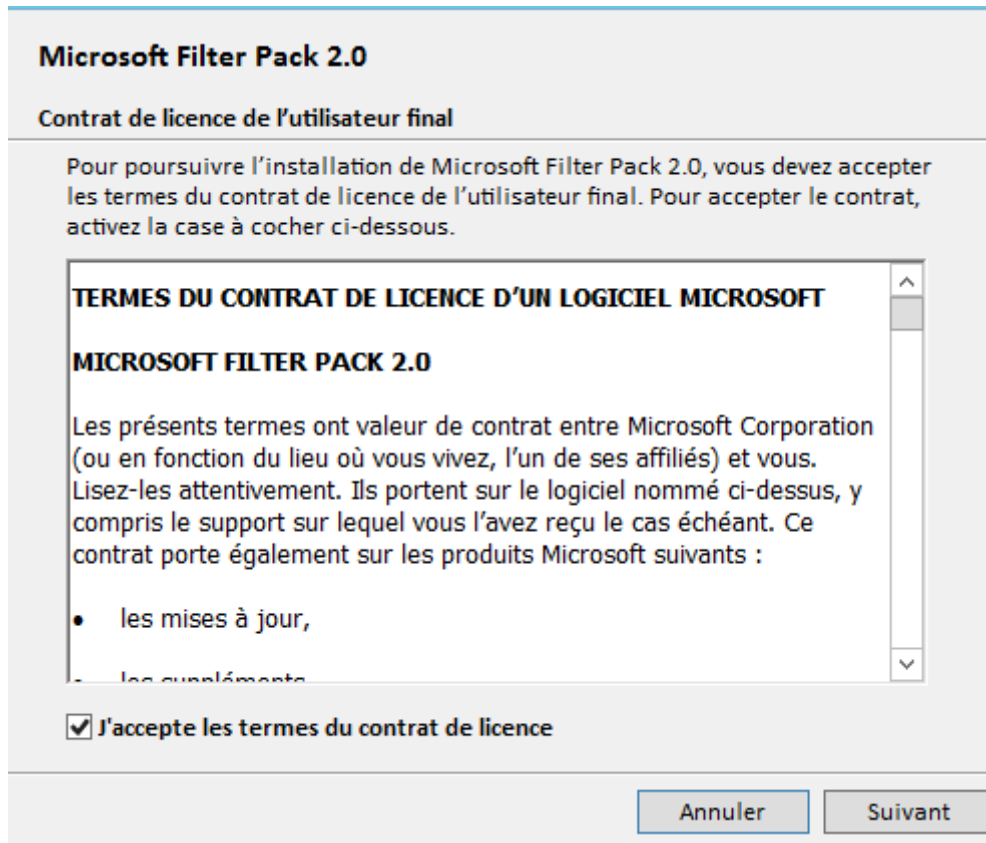 Microsoft Filter Pack 2.0
Contrat de licence de l’utilisateur final
Pour poursuivre l’installation de Microsoft Filter Pack 2.0, vous devez accepter
les termes du contrat de licence de l’utilisateur final. Pour accepter le contrat,
activez la case à cocher ci-dessous.
TERMES DU CONTRAT DE LICENCE D’UN LOGICIEL MICROSOFT
MICROSOFT FILTER PACK 2.0
Les présents termes ont valeur de contrat entre Microsoft Corporation
(ou en fonction du lieu où vous vivez, l’un de ses affiliés) et vous.
Lisez-les attentivement. Ils portent sur le logiciel nommé ci-dessus, y
compris le support sur lequel vous l’avez reçu le cas échéant. Ce
contrat porte également sur les produits Microsoft suivants :
• les mises à jour,
• les suppléments
J'accepte les termes du contrat de licence
Annuler
Suivant